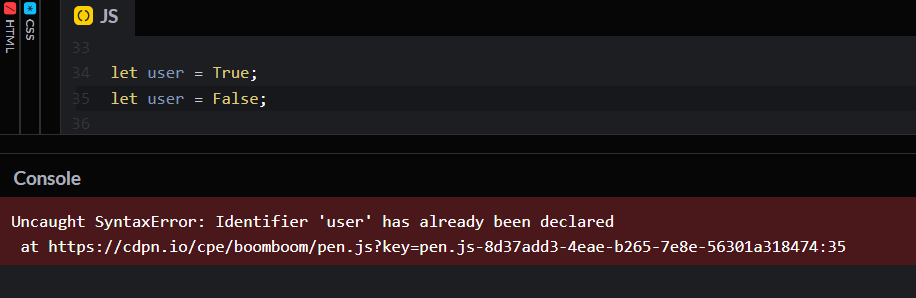 HTML
CSS
JS
33
34 let user = True;
35 let user = False;
36
Console
Uncaught SyntaxError: Identifier 'user' has already been declared
at https://cdpn.io/cpe/boomboom/pen.js?key=pen.js-8d37add3-4eae-b265-7e8e-56301a318474:35